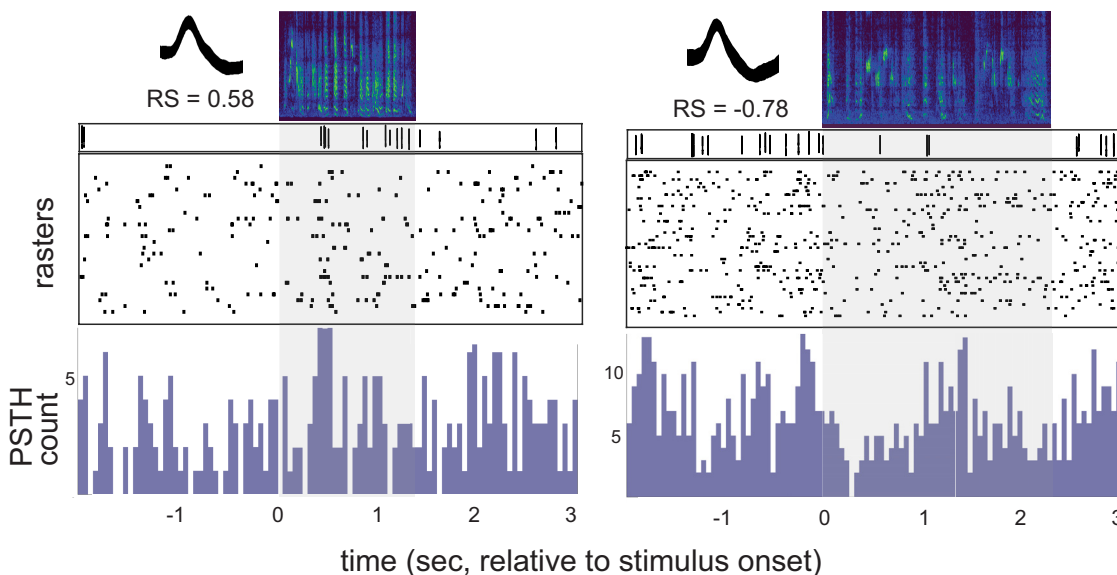 RS = 0.58
RS = -0.78
rasters
PSTH
count
5
10
5
-1 0 1 2 3
-1 0 1 2 3
time (sec, relative to stimulus onset)